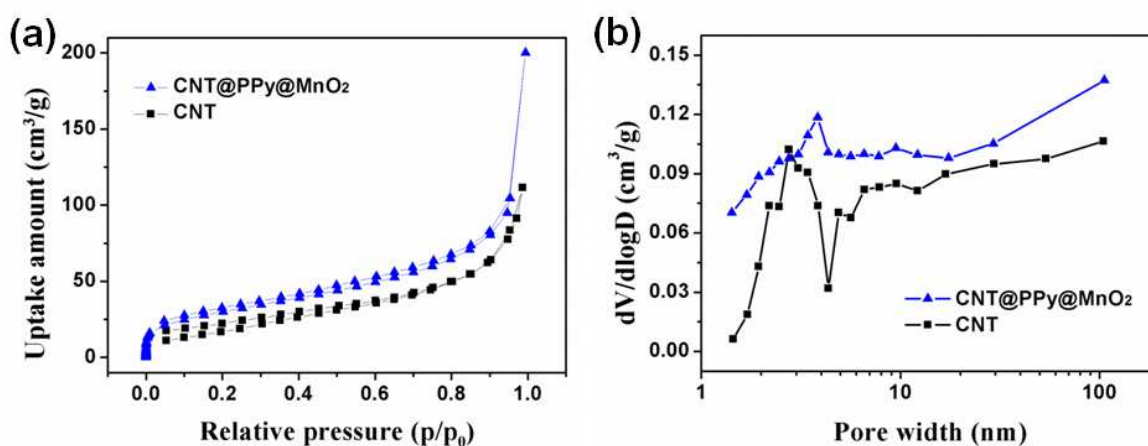 (a)
200
150
100
50
0
Uptake amount (cm³/g)
CNT@PPy@MnO₂
CNT
0.0 0.2 0.4 0.6 0.8 1.0
Relative pressure (p/p₀)
(b)
0.15
0.12
0.09
0.06
0.03
0.00
dV/dlogD (cm³/g)
CNT@PPy@MnO₂
CNT
1 10 100
Pore width (nm)